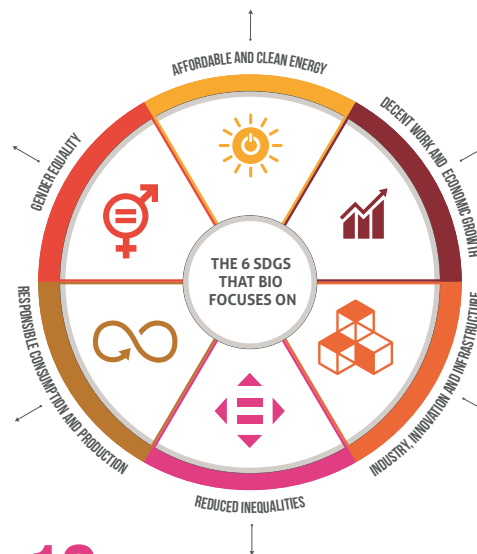 AFFORDABLE AND CLEAN ENERGY
DECENT WORK AND ECONOMIC GROWTH
GENDER EQUALITY
THE 6 SDGS
THAT BIO
FOCUSES ON
RESPONSIBLE CONSUMPTION AND PRODUCTION
INDUSTRY, INNOVATION AND INFRASTRUCTURE
REDUCED INEQUALITIES